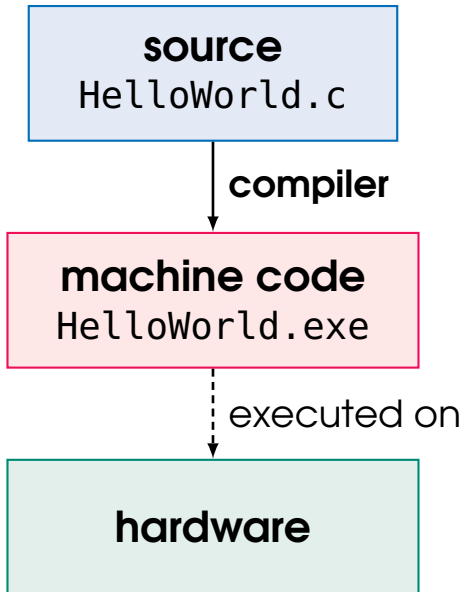 source
HelloWorld.c
compiler
machine code
HelloWorld.exe
executed on
hardware